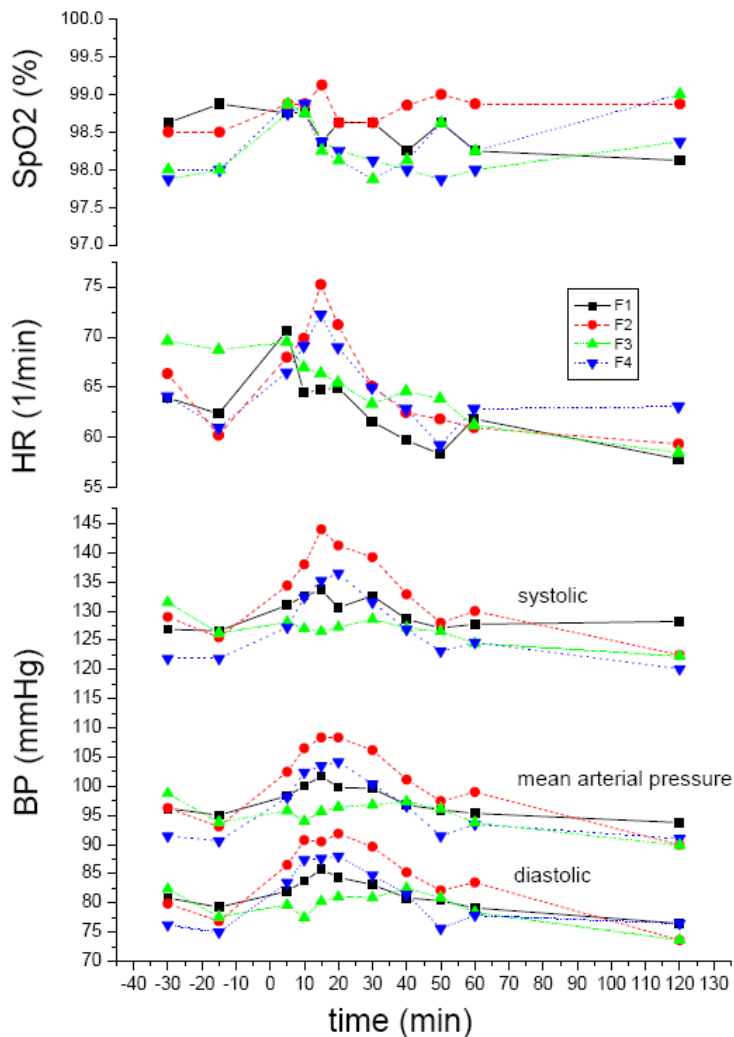 100.0
99.0
98.5
98.0
97.5
97.0
SpO2 (%)
75
70
65
60
55
HR (1/min)
F1
F2
F3
F4
145
140
135
130
125
120
115
110
105
100
95
90
85
80
75
70
BP (mmHg)
systolic
mean arterial pressure
diastolic
-40 -30 -20 -10 0 10 20 30 40 50 60 70 80 90 100 110 120 130
time (min)